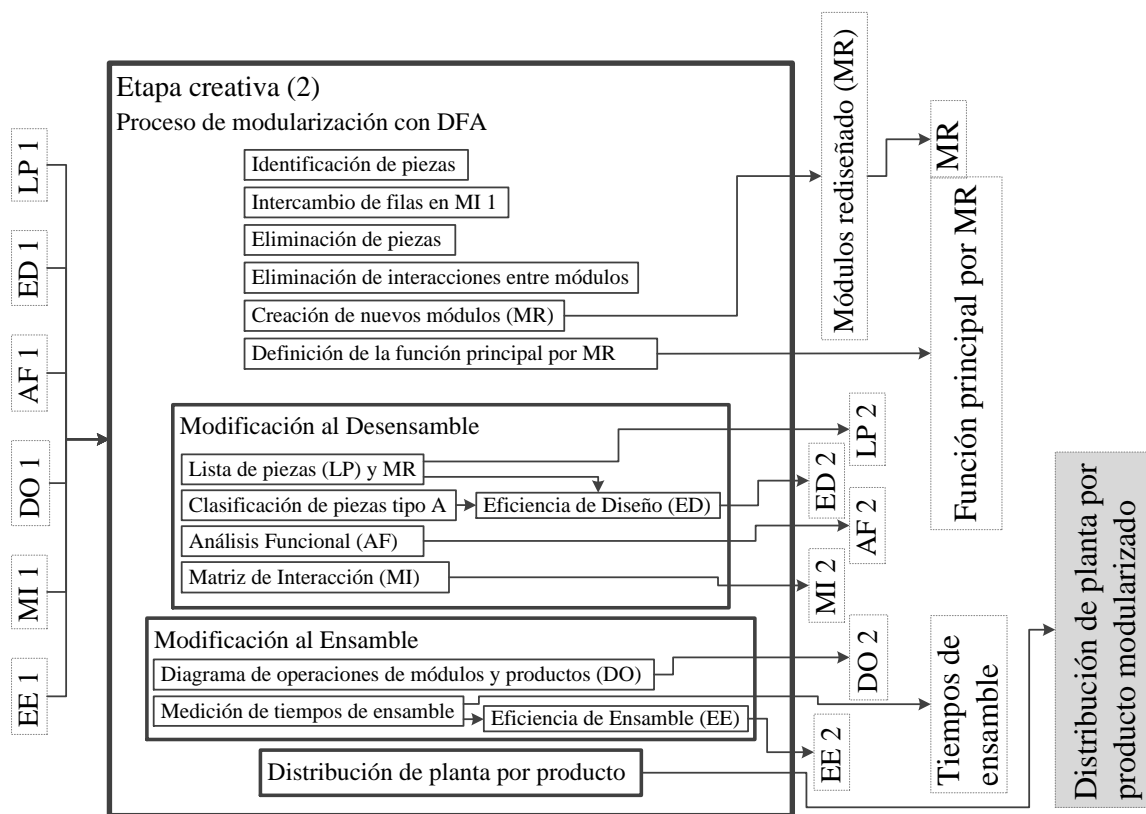 LP 1
ED 1
AF 1
DO 1
MI 1
EE 1
Etapa creativa (2)
Proceso de modularización con DFA
Identificación de piezas
Intercambio de filas en MI 1
Eliminación de piezas
Eliminación de interacciones entre módulos
Creación de nuevos módulos (MR)
Definición de la función principal por MR
Modificación al Desensamble
Lista de piezas (LP) y MR
Clasificación de piezas tipo A
Eficiencia de Diseño (ED)
Análisis Funcional (AF)
Matriz de Interacción (MI)
Modificación al Ensamble
Diagrama de operaciones de módulos y productos (DO)
Medición de tiempos de ensamble
Eficiencia de Ensamble (EE)
Distribución de planta por producto
Módulos rediseñado (MR)
LP 2
ED 2
AF 2
MI 2
DO 2
EE 2
MR
Función principal por MR
Tiempos de
ensamble
Distribución de planta por
producto modularizado